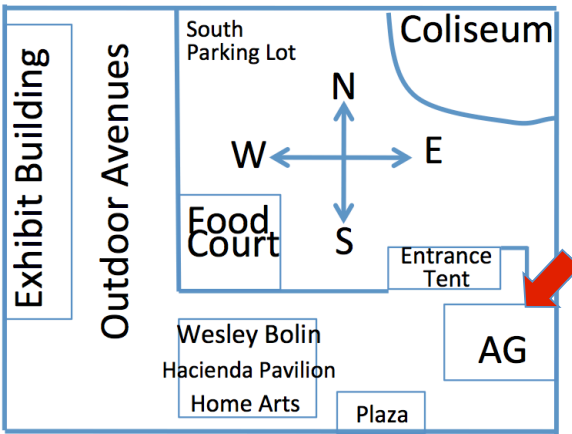 South
Parking Lot
Coliseum
N
W
E
S
Exhibit Building
Outdoor Avenues
Food
Court
Entrance
Tent
AG
Wesley Bolin
Hacienda Pavilion
Home Arts
Plaza